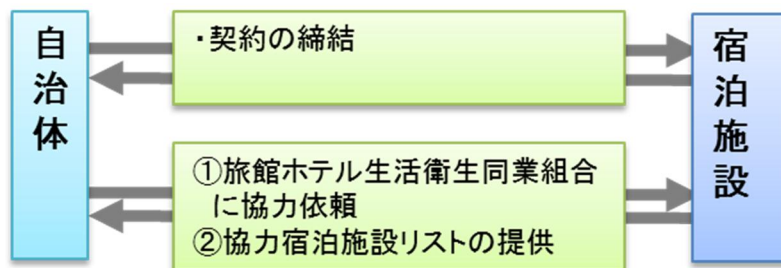 自治体
・契約の締結
宿泊施設
①旅館ホテル生活衛生同業組合
に協力依頼
②協力宿泊施設リストの提供